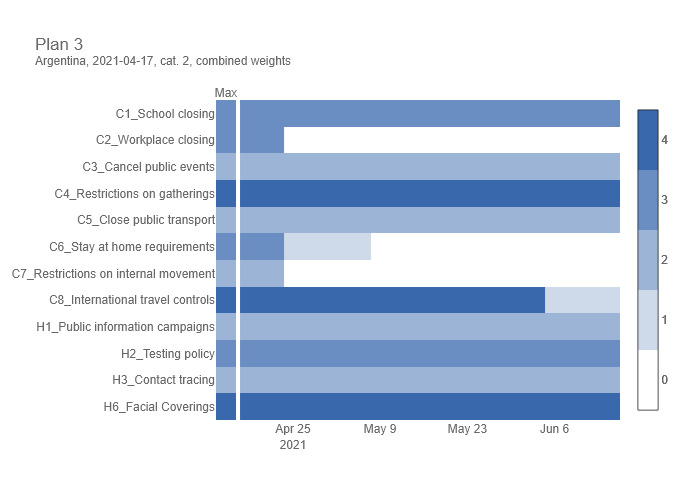 Plan 3
Argentina, 2021-04-17, cat. 2, combined weights
Max
C1_School closing
C2_Workplace closing
C3_Cancel public events
C4_Restrictions on gatherings
C5_Close public transport
C6_Stay at home requirements
C7_Restrictions on internal movement
C8_International travel controls
H1_Public information campaigns
H2_Testing policy
H3_Contact tracing
H6_Facial Coverings
4
3
2
1
0
Apr 25 May 9 May 23 Jun 6
2021